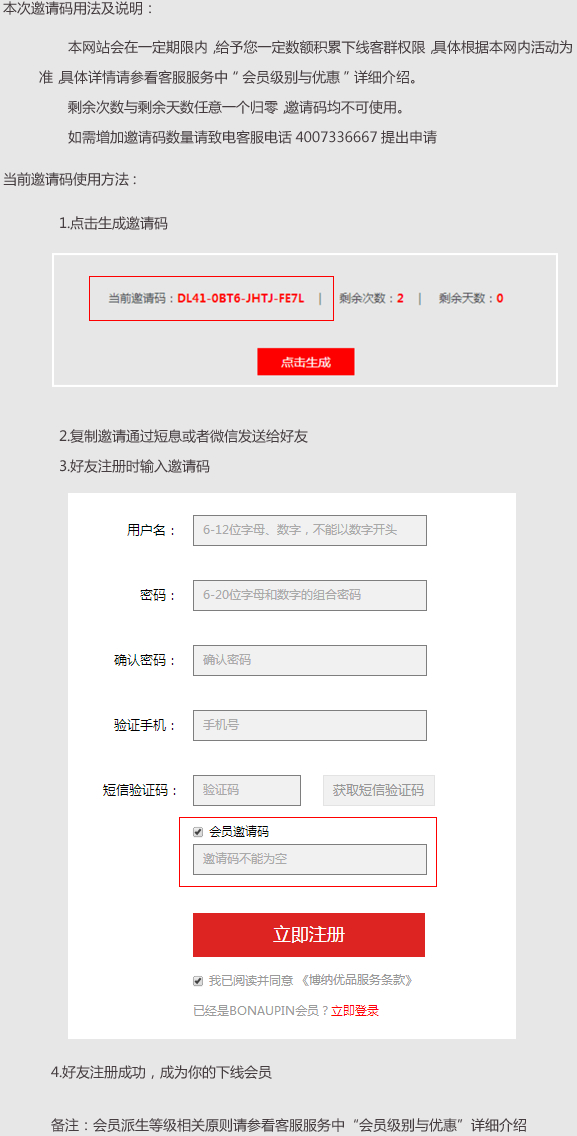 本次邀请码用法及说明：
本网站会在一定期限内,给予您一定数额积累下线客群权限,具体根据本网内活动为
准,具体详情请参看客服服务中“会员级别与优惠”详细介绍。
剩余次数与剩余天数任意一个归零,邀请码均不可使用。
如需增加邀请码数量请致电客服电话 4007336667 提出申请
当前邀请码使用方法：
1.点击生成邀请码
当前邀请码：DL41-0BT6-JHTJ-FE7L | 剩余次数：2 | 剩余天数：0
点击生成
2.复制邀请通过短息或者微信发送给好友
3.好友注册时输入邀请码
用户名： 6-12位字母、数字，不能以数字开头
密码： 6-20位字母和数字的组合密码
确认密码： 确认密码
验证手机： 手机号
短信验证码： 验证码 获取短信验证码
会员邀请码
邀请码不能为空
立即注册
我已阅读并同意 《博纳优品服务条款》
已经是BONAUPIN会员？立即登录
4.好友注册成功，成为你的下线会员
备注：会员派生等级相关原则请参看客服服务中“会员级别与优惠”详细介绍